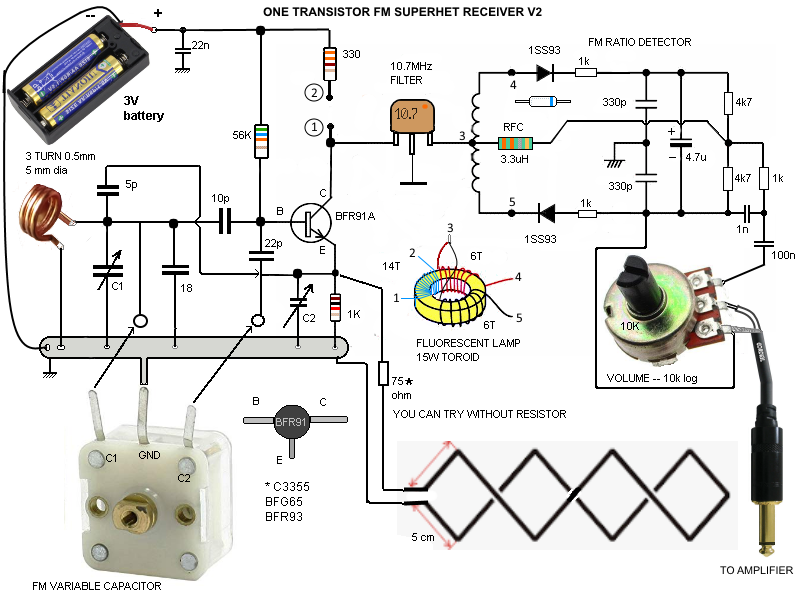 ONE TRANSISTOR FM SUPERHET RECEIVER V2
--
+
22n
3V
battery
330
2
1
10.7MHz
FILTER
10.7
FM RATIO DETECTOR
1SS93
1k
4
330p
4k7
3
RFC
3.3uH
+
4.7u
−
330p
4k7
1k
5
1SS93
1k
1n
100n
56K
3 TURN 0.5mm
5 mm dia
5p
10p
B
C
BFR91A
E
22p
C1
18
C2
1K
3
2
6T
14T
4
1
5
6T
FLUORESCENT LAMP
15W TOROID
10K
VOLUME -- 10k log
75*
ohm
YOU CAN TRY WITHOUT RESISTOR
B
C
BFR91
E
* C3355
BFG65
BFR93
C1
GND
C2
5 cm
FM VARIABLE CAPACITOR
TO AMPLIFIER